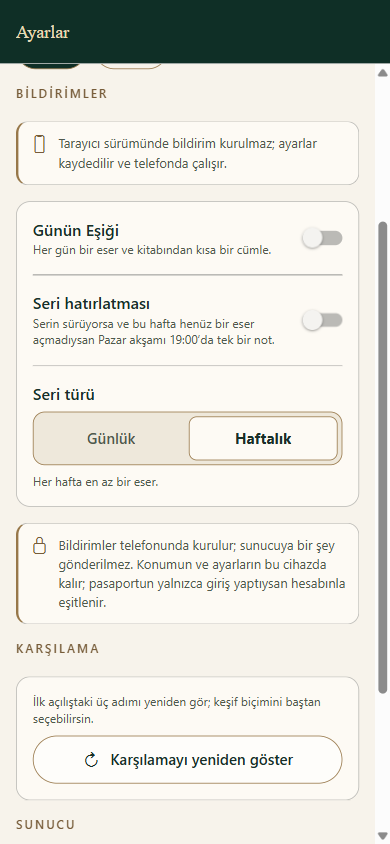 Ayarlar
BİLDİRİMLER
Tarayıcı sürümünde bildirim kurulmaz; ayarlar
kaydedilir ve telefonda çalışır.
Günün Eşiği
Her gün bir eser ve kitabından kısa bir cümle.
Seri hatırlatması
Serin sürüyorsa ve bu hafta henüz bir eser
açmadıysan Pazar akşamı 19:00'da tek bir not.
Seri türü
Günlük
Haftalık
Her hafta en az bir eser.
Bildirimler telefonunda kurulur; sunucuya bir şey
gönderilmez. Konumun ve ayarların bu cihazda
kalır; pasaportun yalnızca giriş yaptıysan hesabınla
eşitlenir.
KARŞILAMA
İlk açılıştaki üç adımı yeniden gör; keşif biçimini baştan
seçebilirsin.
Karşılamayı yeniden göster
SUNUCU